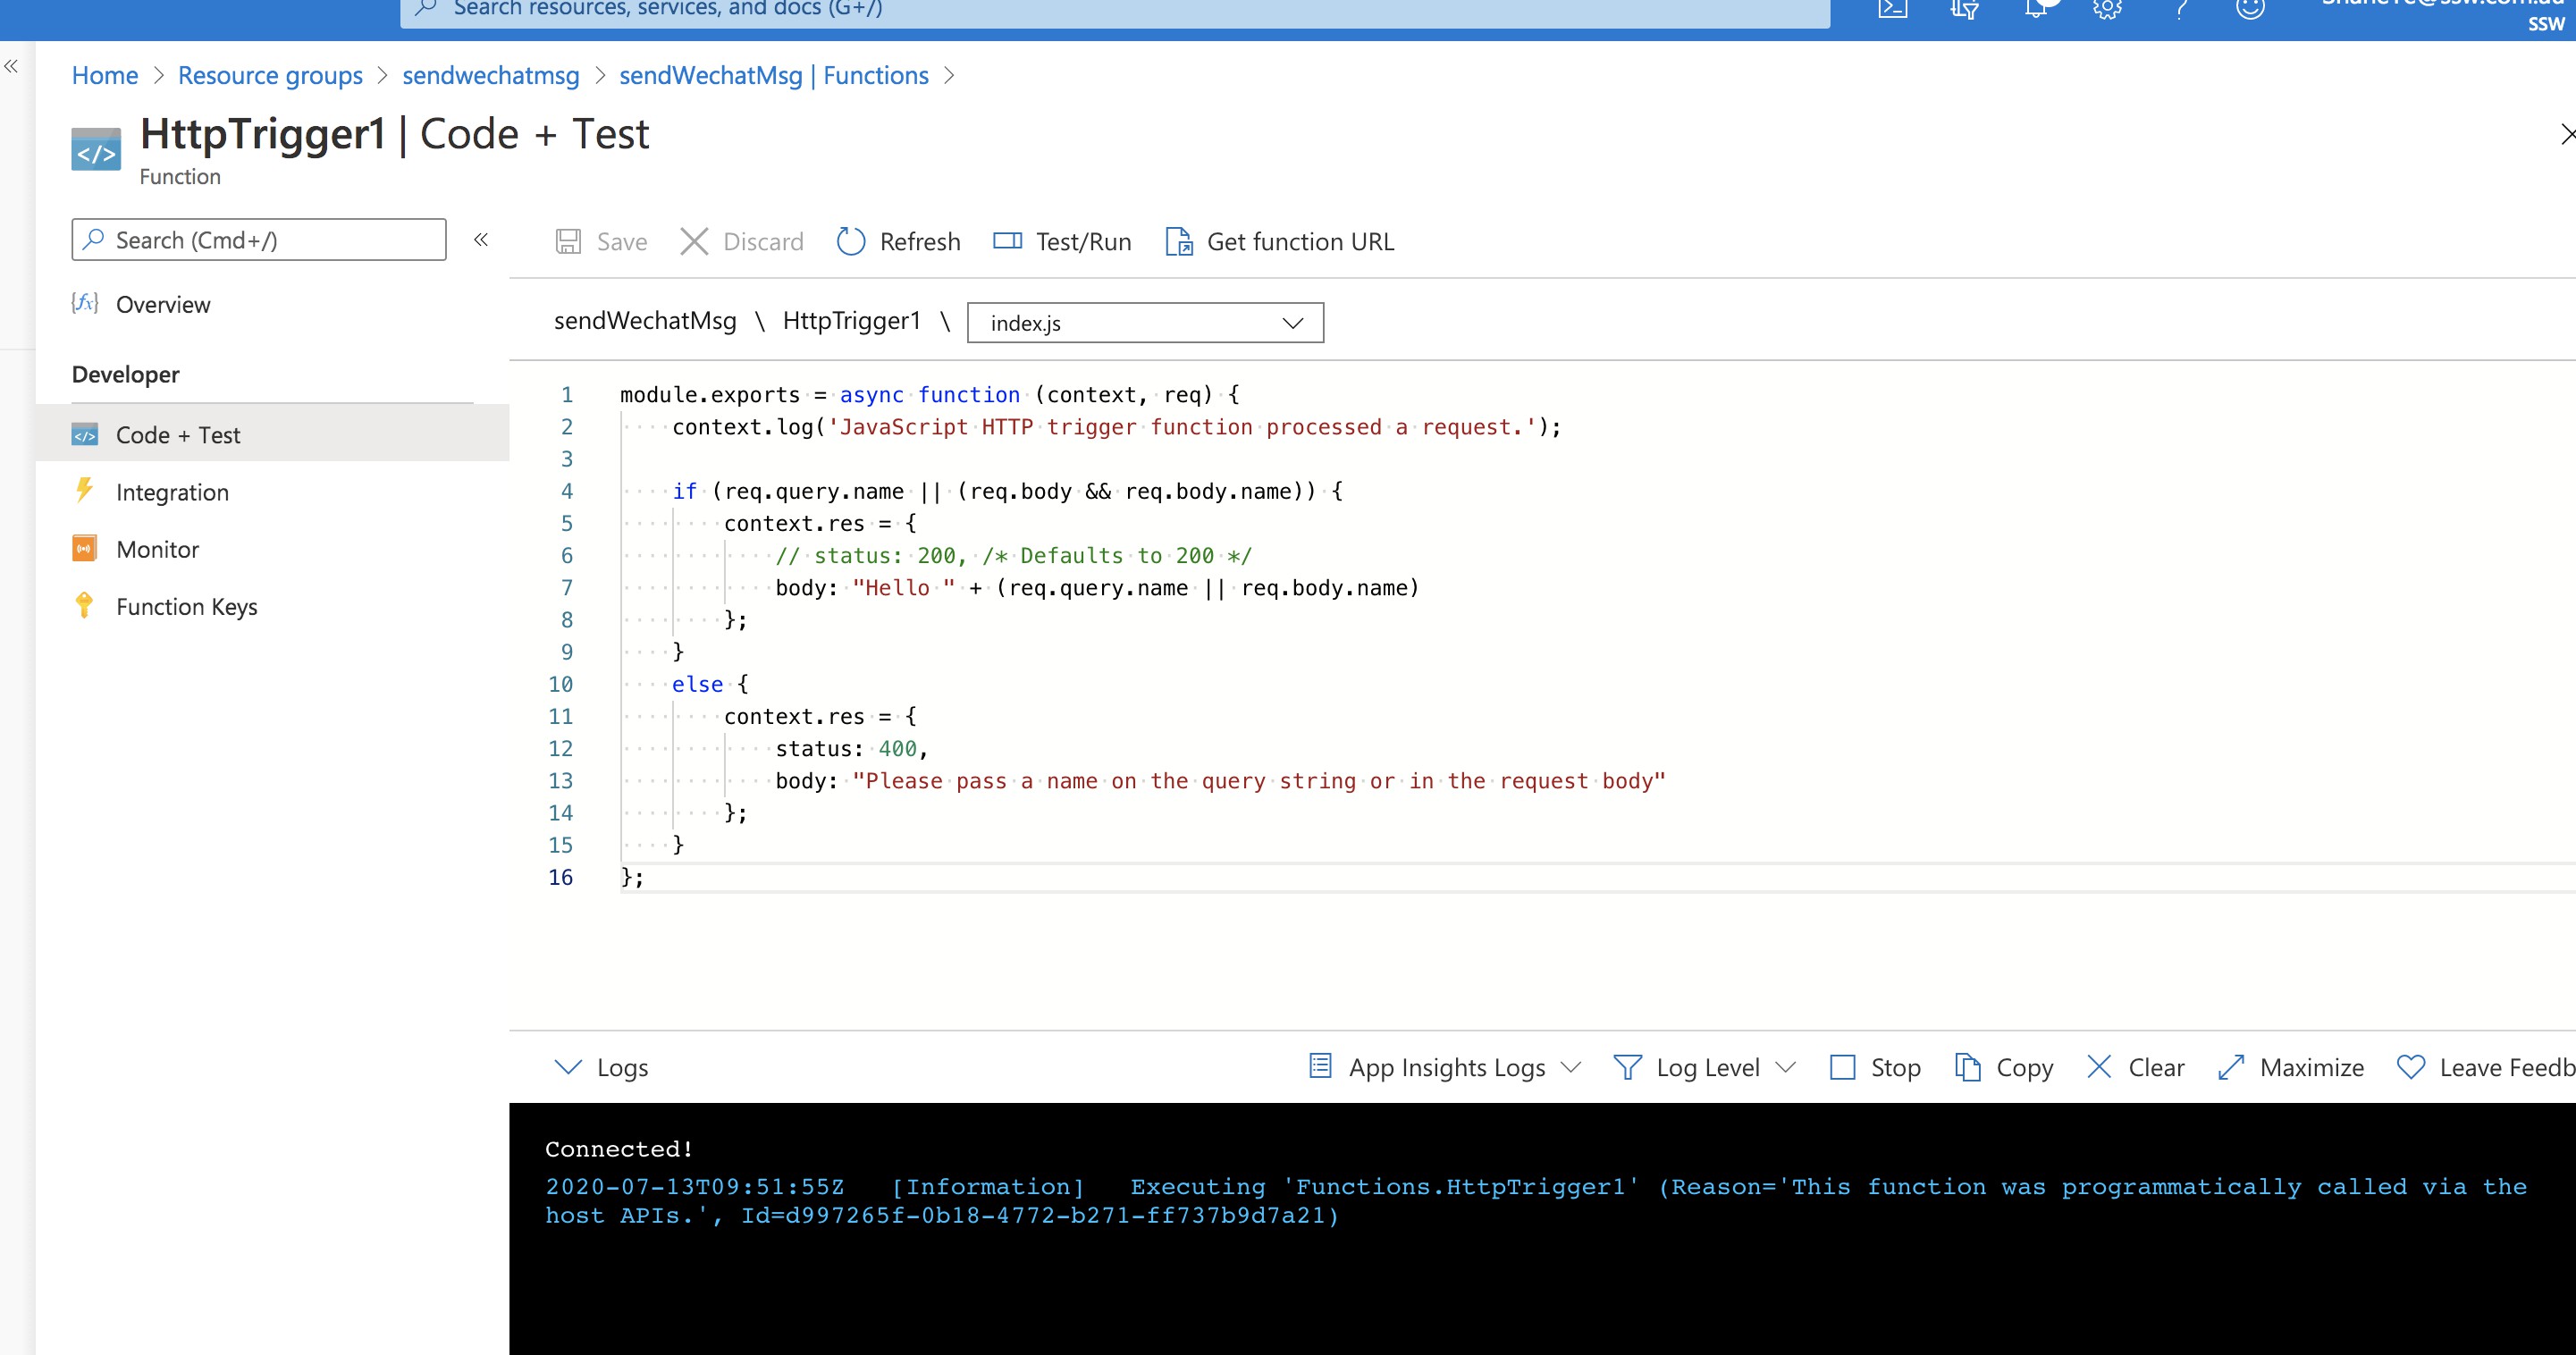 Search resources, services, and docs (G+/)
SSW
Home > Resource groups > sendwechatmsg > sendWechatMsg | Functions >
HttpTrigger1 | Code + Test
Function
Search (Cmd+/)
«
Save
Discard
Refresh
Test/Run
Get function URL
Overview
Developer
Code + Test
Integration
Monitor
Function Keys
sendWechatMsg \ HttpTrigger1 \ index.js
1 module.exports = async function (context, req) {
2     context.log('JavaScript HTTP trigger function processed a request.');
3
4     if (req.query.name || (req.body && req.body.name)) {
5         context.res = {
6             // status: 200, /* Defaults to 200 */
7             body: "Hello " + (req.query.name || req.body.name)
8         };
9     }
10     else {
11         context.res = {
12             status: 400,
13             body: "Please pass a name on the query string or in the request body"
14         };
15     }
16 };
Logs
App Insights Logs
Log Level
Stop
Copy
Clear
Maximize
Leave Feedb
Connected!
2020-07-13T09:51:55Z   [Information]   Executing 'Functions.HttpTrigger1' (Reason='This function was programmatically called via the
host APIs.', Id=d997265f-0b18-4772-b271-ff737b9d7a21)